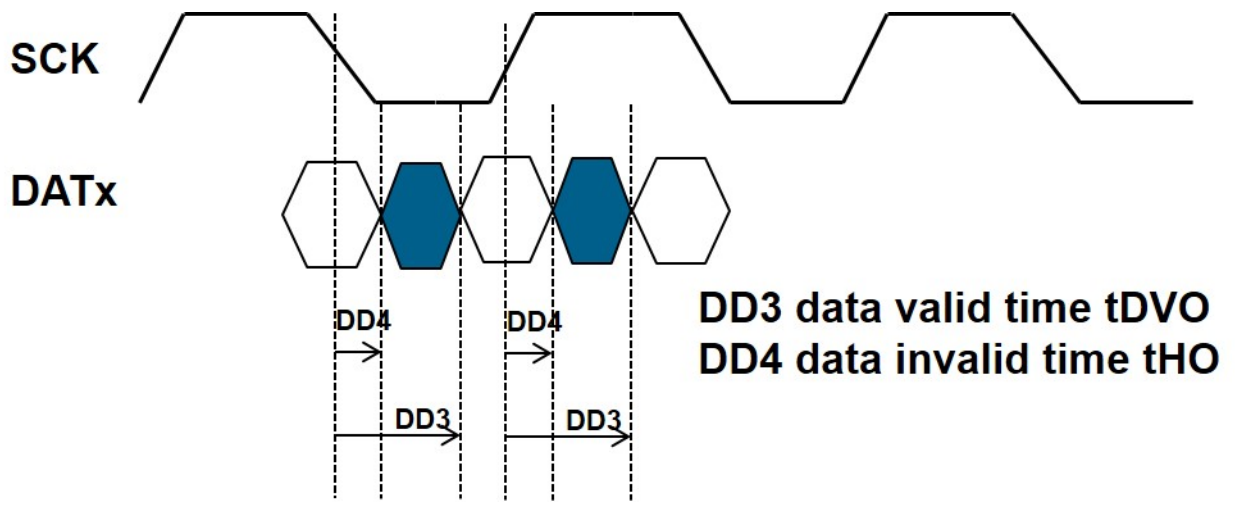 SCK
DATx
DD4
DD4
DD3 data valid time tDVO
DD4 data invalid time tHO
DD3
DD3